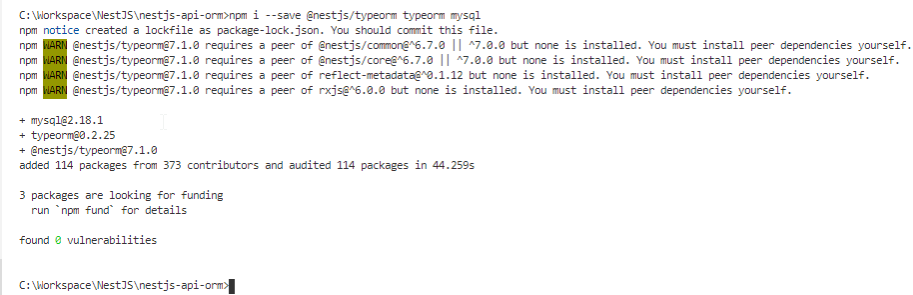 C:\Workspace\NestJS\nestjs-api-orm>npm i --save @nestjs/typeorm typeorm mysql
npm notice created a lockfile as package-lock.json. You should commit this file.
npm WARN @nestjs/typeorm@7.1.0 requires a peer of @nestjs/common@^6.7.0 || ^7.0.0 but none is installed. You must install peer dependencies yourself.
npm WARN @nestjs/typeorm@7.1.0 requires a peer of @nestjs/core@^6.7.0 || ^7.0.0 but none is installed. You must install peer dependencies yourself.
npm WARN @nestjs/typeorm@7.1.0 requires a peer of reflect-metadata@^0.1.12 but none is installed. You must install peer dependencies yourself.
npm WARN @nestjs/typeorm@7.1.0 requires a peer of rxjs@^6.0.0 but none is installed. You must install peer dependencies yourself.
+ mysql@2.18.1
+ typeorm@0.2.25
+ @nestjs/typeorm@7.1.0
added 114 packages from 373 contributors and audited 114 packages in 44.259s
3 packages are looking for funding
run `npm fund` for details
found 0 vulnerabilities
C:\Workspace\NestJS\nestjs-api-orm>